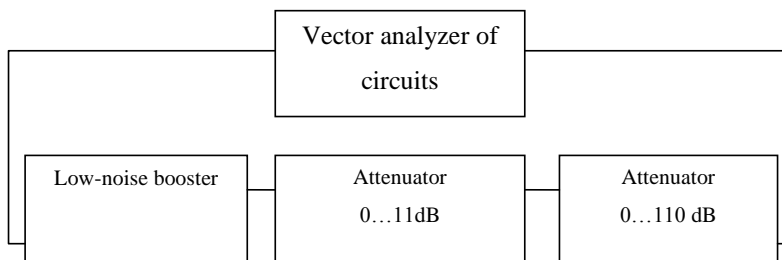 Vector analyzer of
circuits
Low-noise booster
Attenuator
0…11dB
Attenuator
0…110 dB